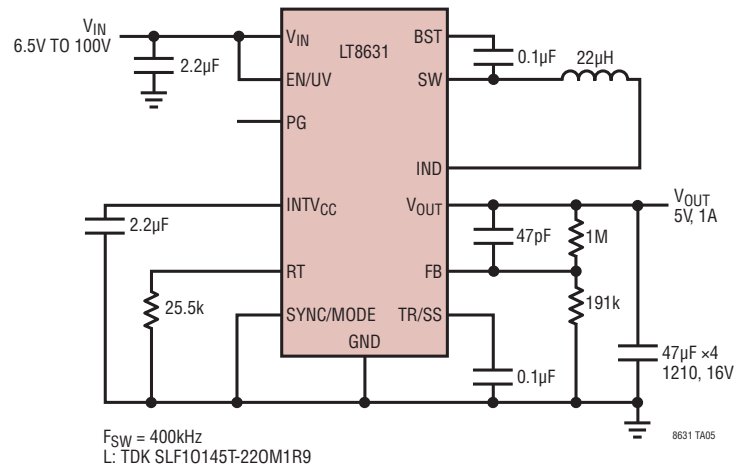 VIN
6.5V TO 100V
2.2µF
VIN
EN/UV
PG
INTVCC
2.2µF
RT
25.5k
SYNC/MODE
GND
LT8631
BST
0.1µF
SW
22µH
IND
VOUT
VOUT
5V, 1A
47pF
1M
FB
191k
TR/SS
0.1µF
47µF ×4
1210, 16V
8631 TA05
FSW = 400kHz
L: TDK SLF10145T-220M1R9